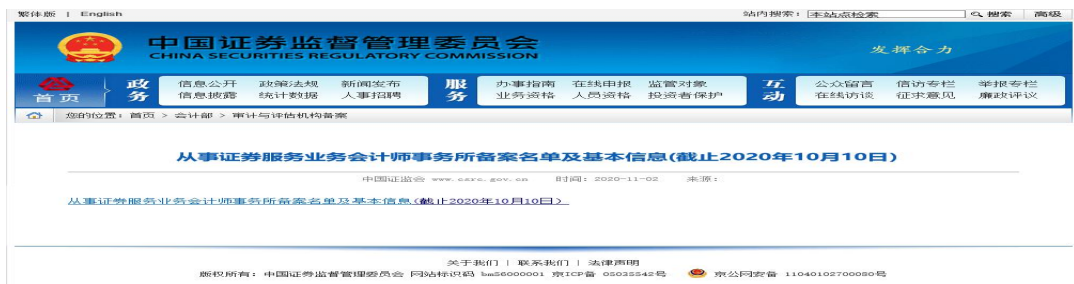 繁体版 | English 站内搜索: 本站点检索 搜索 高级
中国证券监督管理委员会
CHINA SECURITIES REGULATORY COMMISSION
发挥合力
首页 政务 信息公开 政策法规 新闻发布 服务 办事指南 在线申报 监管对象 互动 公众留言 信访专栏 举报专栏
信息披露 统计数据 人事招聘 业务资格 人员资格 投资者保护 在线访谈 征求意见 廉政评议
您的位置: 首页 > 会计部 > 审计与评估机构备案
从事证券服务业务会计师事务所备案名单及基本信息(截止2020年10月10日)
中国证监会 www.csrc.gov.cn 时间: 2020-11-02 来源:
从事证券服务业务会计师事务所备案名单及基本信息(截止2020年10月10日)
关于我们 | 联系我们 | 法律声明
版权所有: 中国证券监督管理委员会 网站标识码 bm56000001 京ICP备 05035542号 京公网安备 11040102700080号